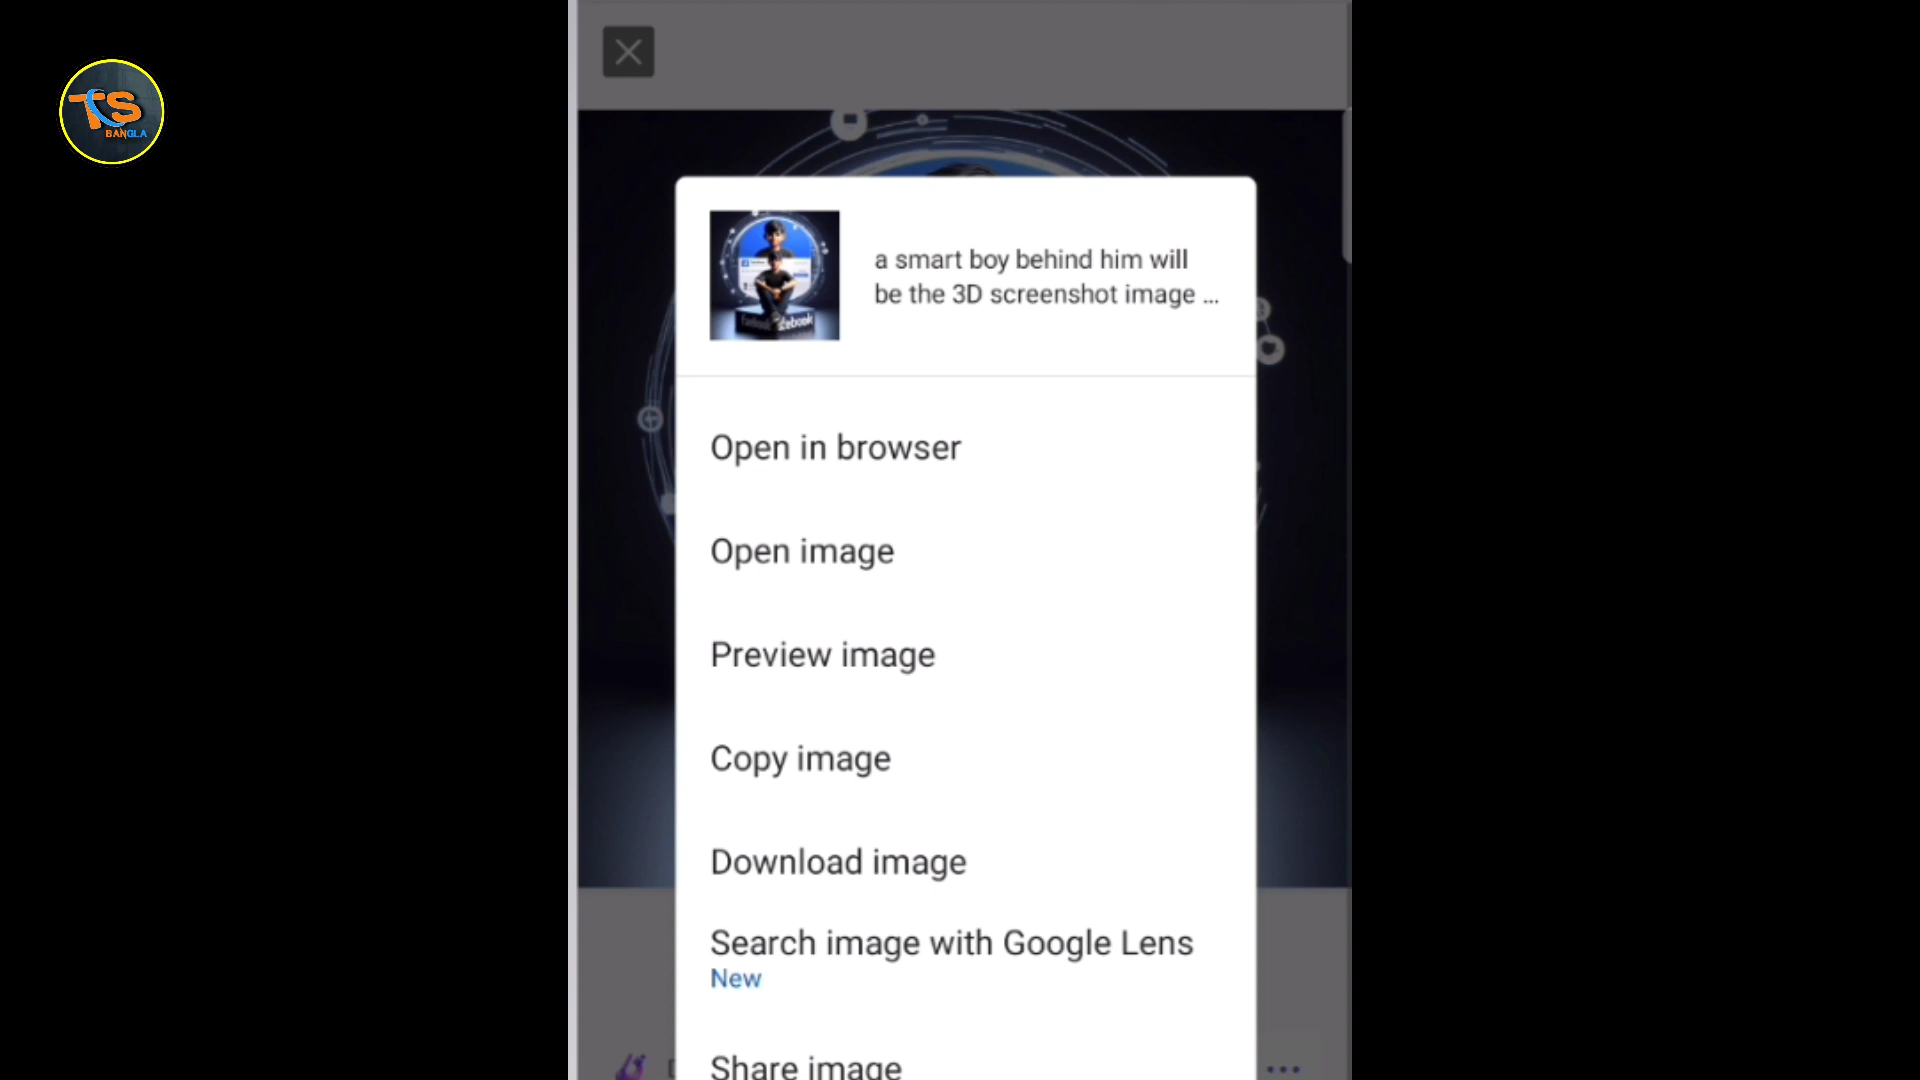 TS
BANGLA
a smart boy behind him will
be the 3D screenshot image ...
Open in browser
Open image
Preview image
Copy image
Download image
Search image with Google Lens
New
Share image